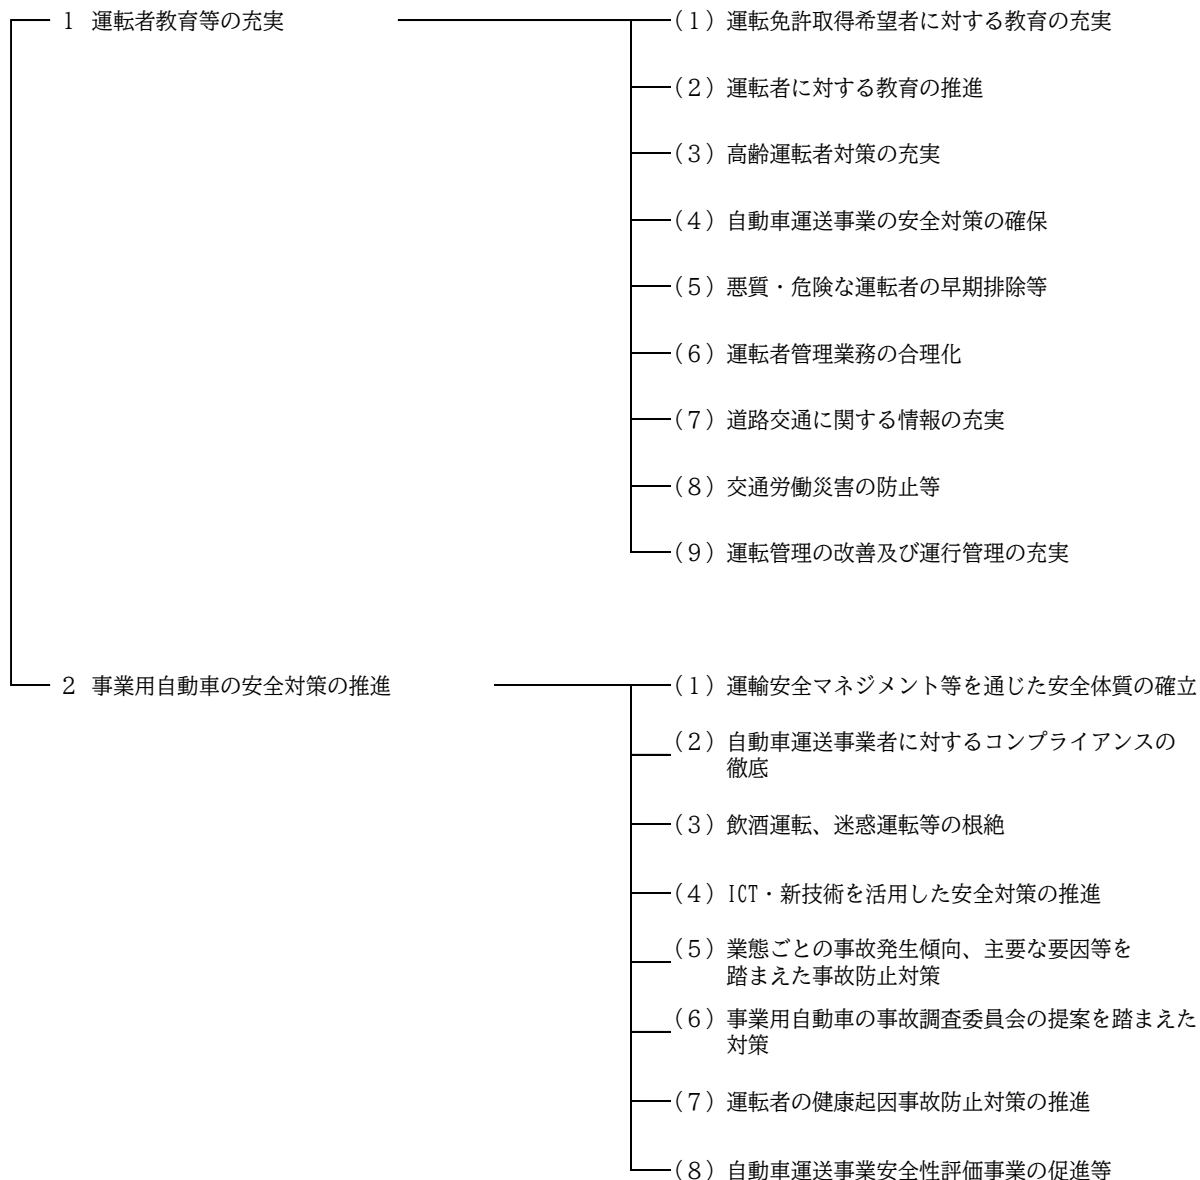 1 運転者教育等の充実
(1) 運転免許取得希望者に対する教育の充実
(2) 運転者に対する教育の推進
(3) 高齢運転者対策の充実
(4) 自動車運送事業の安全対策の確保
(5) 悪質・危険な運転者の早期排除等
(6) 運転者管理業務の合理化
(7) 道路交通に関する情報の充実
(8) 交通労働災害の防止等
(9) 運転管理の改善及び運行管理の充実
2 事業用自動車の安全対策の推進
(1) 運輸安全マネジメント等を通じた安全体質の確立
(2) 自動車運送事業者に対するコンプライアンスの
徹底
(3) 飲酒運転、迷惑運転等の根絶
(4) ICT・新技術を活用した安全対策の推進
(5) 業態ごとの事故発生傾向、主要な要因等を
踏まえた事故防止対策
(6) 事業用自動車の事故調査委員会の提案を踏まえた
対策
(7) 運転者の健康起因事故防止対策の推進
(8) 自動車運送事業安全性評価事業の促進等